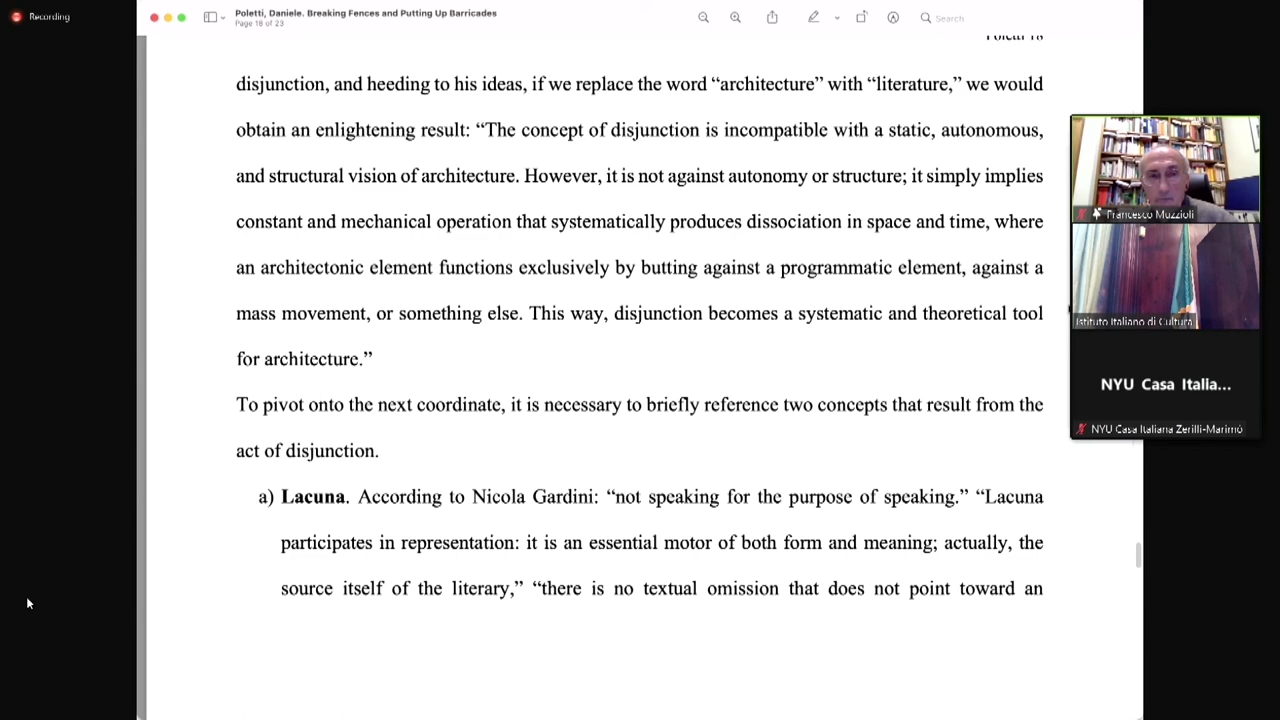 Recording
Poletti, Daniele. Breaking Fences and Putting Up Barricades
Page 18 of 23
Search
Poletti 18
disjunction, and heeding to his ideas, if we replace the word “architecture” with “literature,” we would
obtain an enlightening result: “The concept of disjunction is incompatible with a static, autonomous,
and structural vision of architecture. However, it is not against autonomy or structure; it simply implies
constant and mechanical operation that systematically produces dissociation in space and time, where
an architectonic element functions exclusively by butting against a programmatic element, against a
mass movement, or something else. This way, disjunction becomes a systematic and theoretical tool
for architecture.”
To pivot onto the next coordinate, it is necessary to briefly reference two concepts that result from the
act of disjunction.
a) Lacuna. According to Nicola Gardini: “not speaking for the purpose of speaking.” “Lacuna
participates in representation: it is an essential motor of both form and meaning; actually, the
source itself of the literary,” “there is no textual omission that does not point toward an
Francesco Muzzioli
Istituto Italiano di Cultura
NYU Casa Italia...
NYU Casa Italiana Zerilli-Marimò